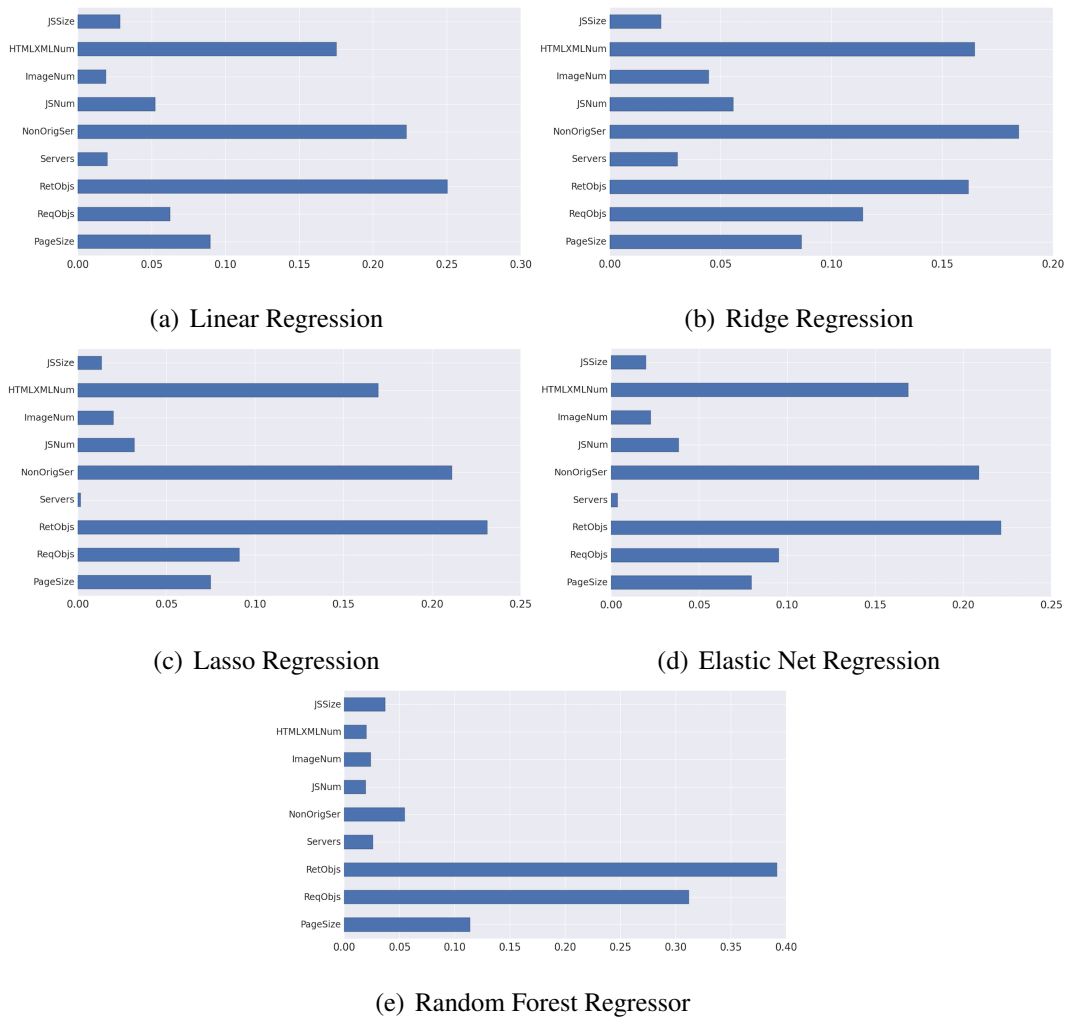 JSSize
HTMLXMLNum
ImageNum
JSNum
NonOrigSer
Servers
RetObjs
ReqObjs
PageSize
0.00 0.05 0.10 0.15 0.20 0.25 0.30
(a) Linear Regression
JSSize
HTMLXMLNum
ImageNum
JSNum
NonOrigSer
Servers
RetObjs
ReqObjs
PageSize
0.00 0.05 0.10 0.15 0.20
(b) Ridge Regression
JSSize
HTMLXMLNum
ImageNum
JSNum
NonOrigSer
Servers
RetObjs
ReqObjs
PageSize
0.00 0.05 0.10 0.15 0.20 0.25
(c) Lasso Regression
JSSize
HTMLXMLNum
ImageNum
JSNum
NonOrigSer
Servers
RetObjs
ReqObjs
PageSize
0.00 0.05 0.10 0.15 0.20 0.25
(d) Elastic Net Regression
JSSize
HTMLXMLNum
ImageNum
JSNum
NonOrigSer
Servers
RetObjs
ReqObjs
PageSize
0.00 0.05 0.10 0.15 0.20 0.25 0.30 0.35 0.40
(e) Random Forest Regressor